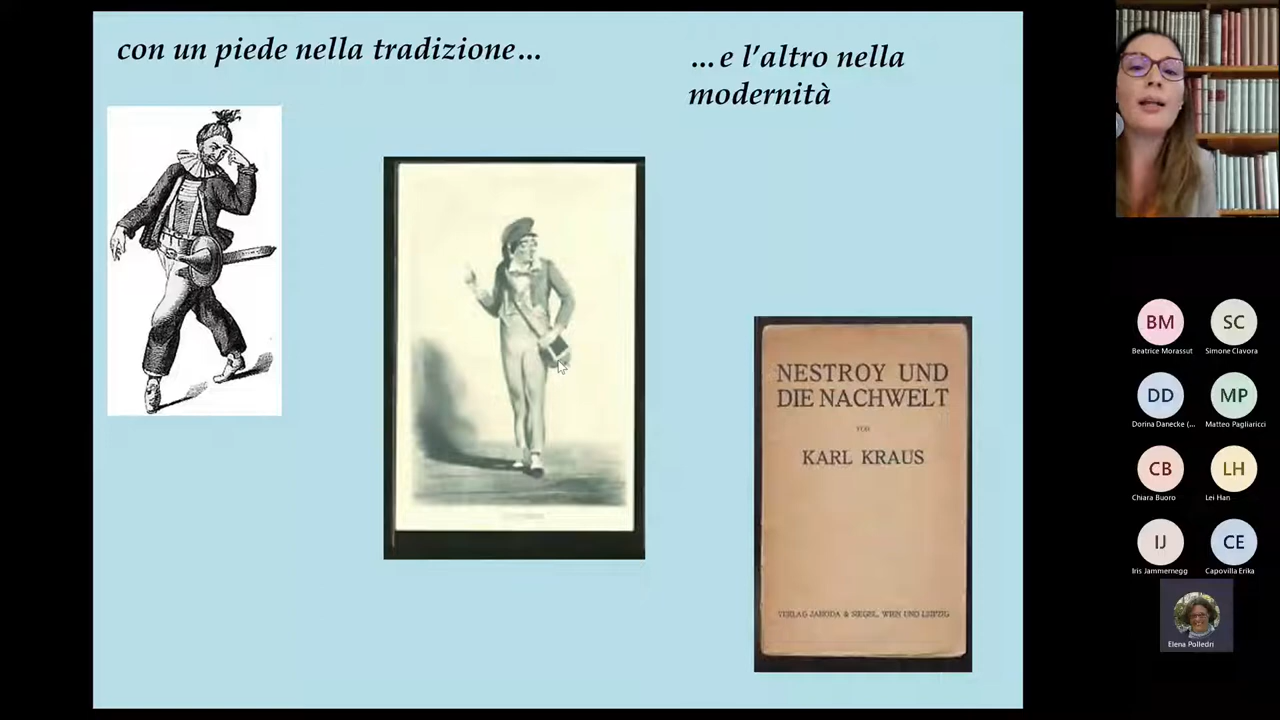 con un piede nella tradizione...
...e l'altro nella
modernità
NESTROY UND
DIE NACHWELT
VON
KARL KRAUS
VERLAG JAHODA & SIEGEL, WIEN UND LEIPZIG
BM
Beatrice Morassut
SC
Simone Clavora
DD
Dorina Danecke (...
MP
Matteo Pagliaricci
CB
Chiara Buoro
LH
Lei Han
IJ
Iris Jammernegg
CE
Capovilla Erika
Elena Polledri